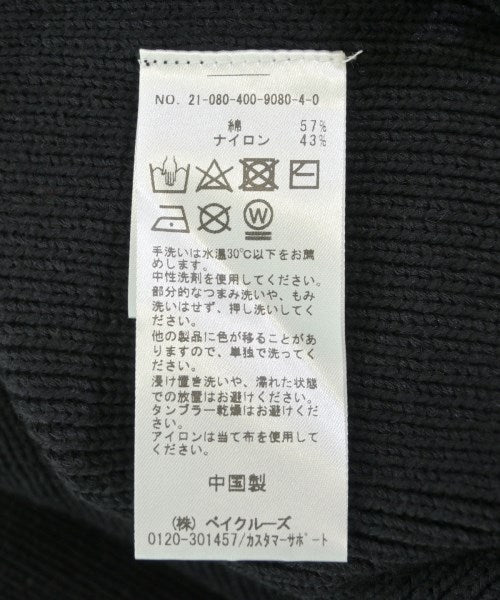 NO. 21-080-400-9080-4-0
綿 57%
ナイロン 43%
W
手洗いは水温30℃以下をお薦
めします。
中性洗剤を使用してください。
部分的なつまみ洗いや、もみ
洗いはせず、押し洗いしてく
ださい。
他の製品に色が移ることがあ
りますので、単独で洗ってく
ださい。
浸け置き洗いや、濡れた状態
での放置はお避けください。
タンブラー乾燥はお避けくだ
さい。
アイロンは当て布を使用して
ください。
中国製
(株) ベイクルーズ
0120-301457/カスタマーサポート